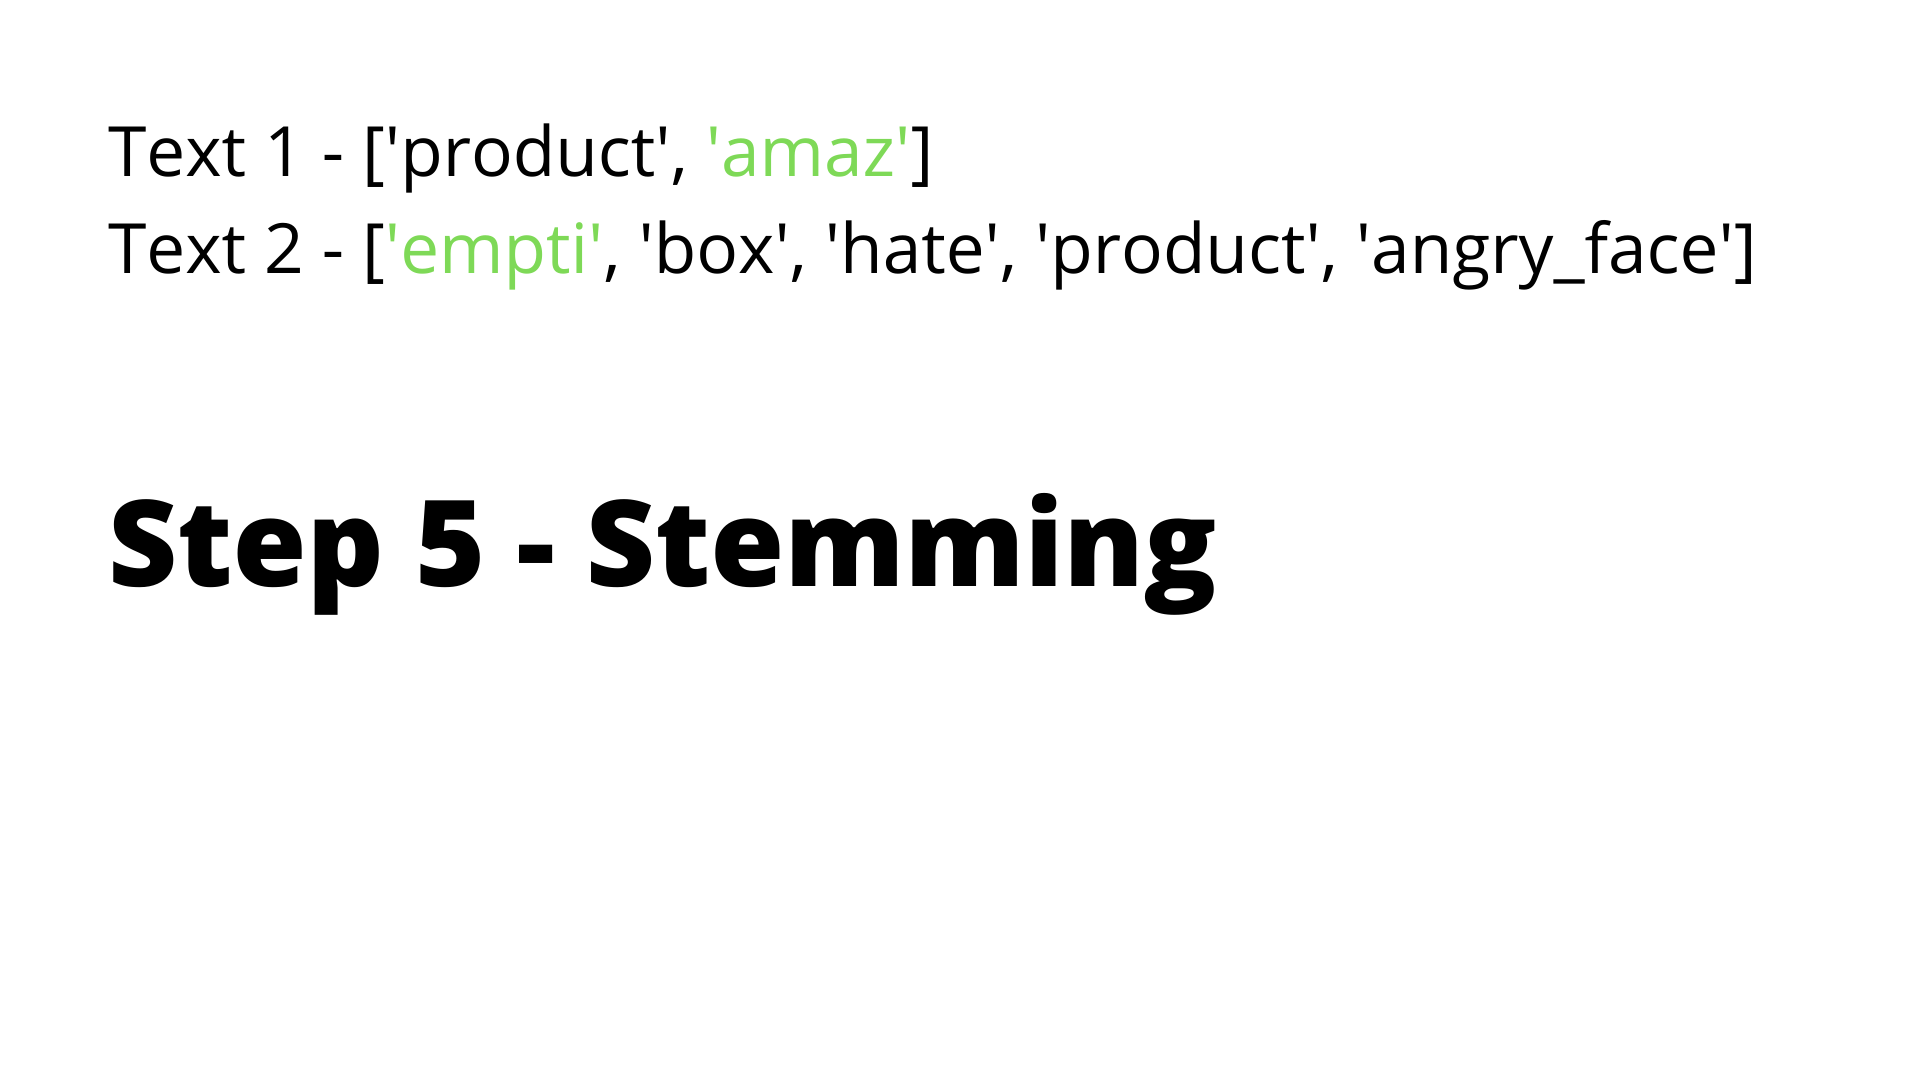 Text 1 - ['product', 'amaz']
Text 2 - ['empti', 'box', 'hate', 'product', 'angry_face']
Step 5 - Stemming